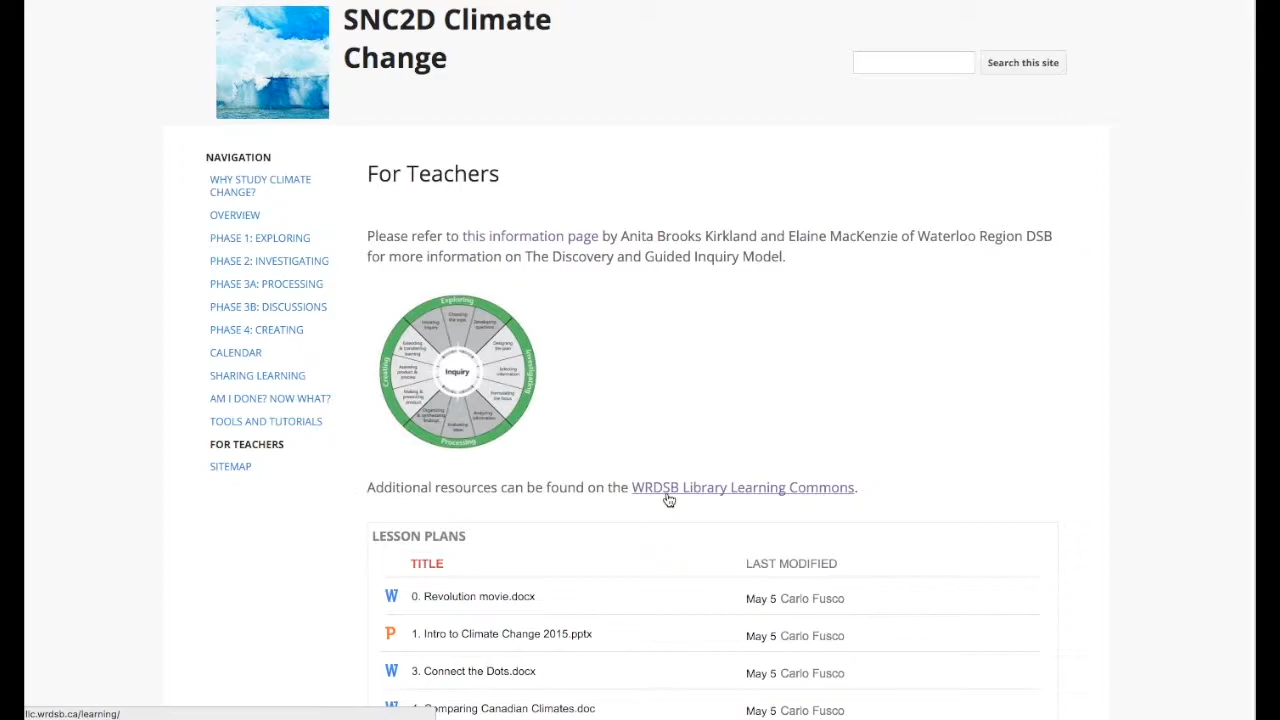 SNC2D Climate
Change
Search this site
NAVIGATION
WHY STUDY CLIMATE
CHANGE?
OVERVIEW
PHASE 1: EXPLORING
PHASE 2: INVESTIGATING
PHASE 3A: PROCESSING
PHASE 3B: DISCUSSIONS
PHASE 4: CREATING
CALENDAR
SHARING LEARNING
AM I DONE? NOW WHAT?
TOOLS AND TUTORIALS
FOR TEACHERS
SITEMAP
For Teachers
Please refer to this information page by Anita Brooks Kirkland and Elaine MacKenzie of Waterloo Region DSB
for more information on The Discovery and Guided Inquiry Model.
Exploring
Investigating
Processing
Creating
Inquiry
Additional resources can be found on the WRDSB Library Learning Commons.
LESSON PLANS
TITLE LAST MODIFIED
W 0. Revolution movie.docx May 5 Carlo Fusco
P 1. Intro to Climate Change 2015.pptx May 5 Carlo Fusco
W 3. Connect the Dots.docx May 5 Carlo Fusco
W Comparing Canadian Climates.doc May 5 Carlo Fusco
llc.wrdsb.ca/learning/